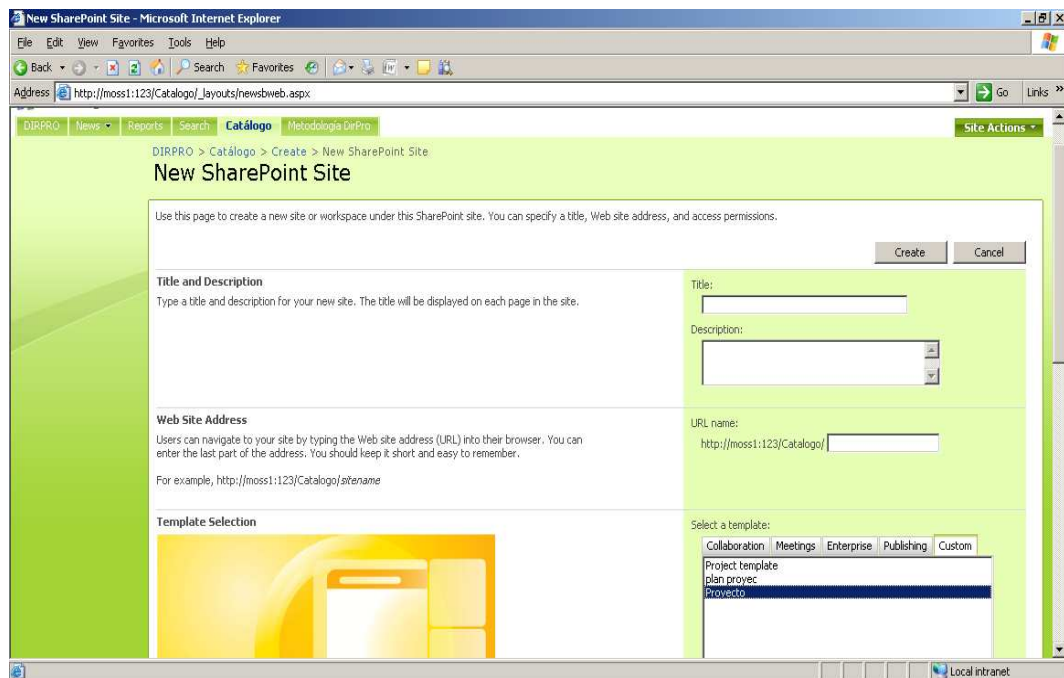 New SharePoint Site - Microsoft Internet Explorer
File Edit View Favorites Tools Help
Back Search Favorites
Address http://moss1:123/Catalogo/_layouts/newsbweb.aspx Go Links »
DIRPRO News Reports Search Catálogo Metodología DirPro Site Actions
DIRPRO > Catálogo > Create > New SharePoint Site
New SharePoint Site
Use this page to create a new site or workspace under this SharePoint site. You can specify a title, Web site address, and access permissions.
Create Cancel
Title and Description
Type a title and description for your new site. The title will be displayed on each page in the site.
Title:
Description:
Web Site Address
Users can navigate to your site by typing the Web site address (URL) into their browser. You can
enter the last part of the address. You should keep it short and easy to remember.
For example, http://moss1:123/Catalogo/sitename
URL name:
http://moss1:123/Catalogo/
Template Selection
Select a template:
Collaboration Meetings Enterprise Publishing Custom
Project template
plan proyec
Proyecto
Local intranet